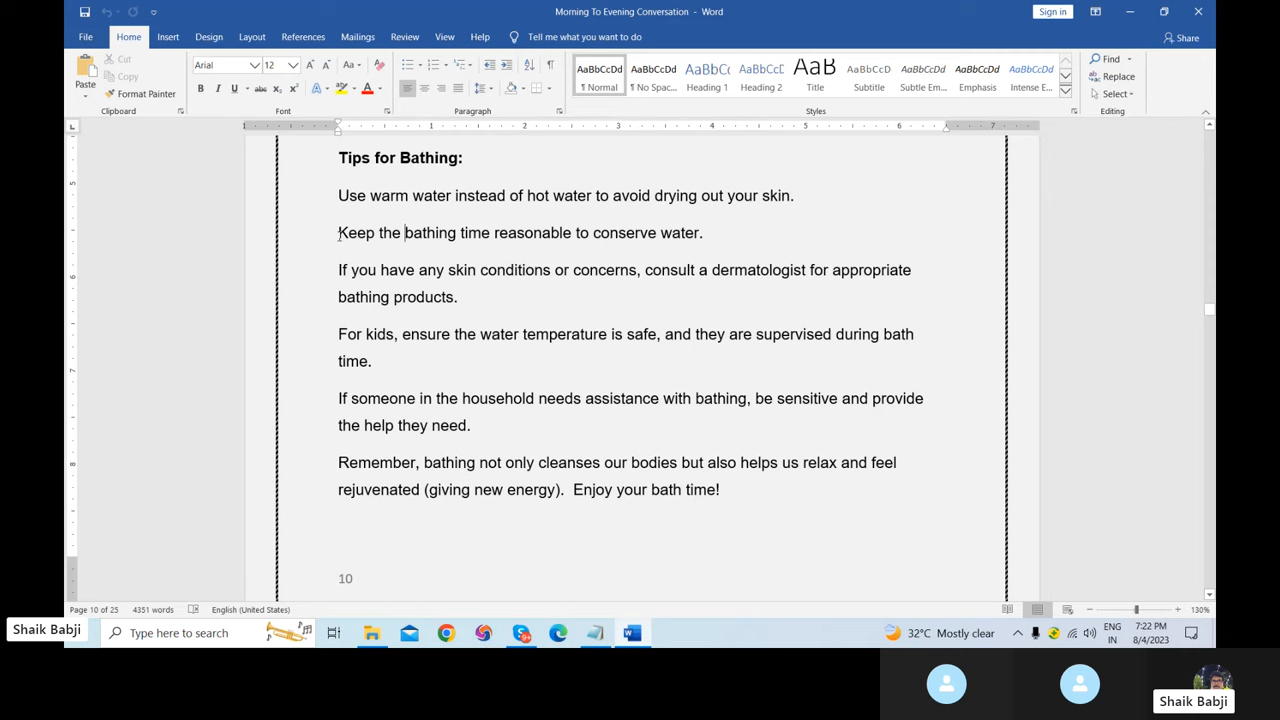 Morning To Evening Conversation - Word
Sign in
File Home Insert Design Layout References Mailings Review View Help Tell me what you want to do
Share
Paste
Cut
Copy
Format Painter
Clipboard
Arial 12
Font
Paragraph
AaBbCcDd AaBbCcDd AaBbCc AaBbCcD AaB AaBbCcD AaBbCcD AaBbCcDd AaBbCcDd
¶ Normal ¶ No Spac... Heading 1 Heading 2 Title Subtitle Subtle Em... Emphasis Intense E...
Styles
Find
Replace
Select
Editing
1 1 2 3 4 5 6 7
Tips for Bathing:
Use warm water instead of hot water to avoid drying out your skin.
Keep the bathing time reasonable to conserve water.
If you have any skin conditions or concerns, consult a dermatologist for appropriate
bathing products.
For kids, ensure the water temperature is safe, and they are supervised during bath
time.
If someone in the household needs assistance with bathing, be sensitive and provide
the help they need.
Remember, bathing not only cleanses our bodies but also helps us relax and feel
rejuvenated (giving new energy).  Enjoy your bath time!
10
Page 10 of 25 4351 words English (United States) 130%
Shaik Babji
Type here to search
32°C Mostly clear
ENG
IN
7:22 PM
8/4/2023
Shaik Babji